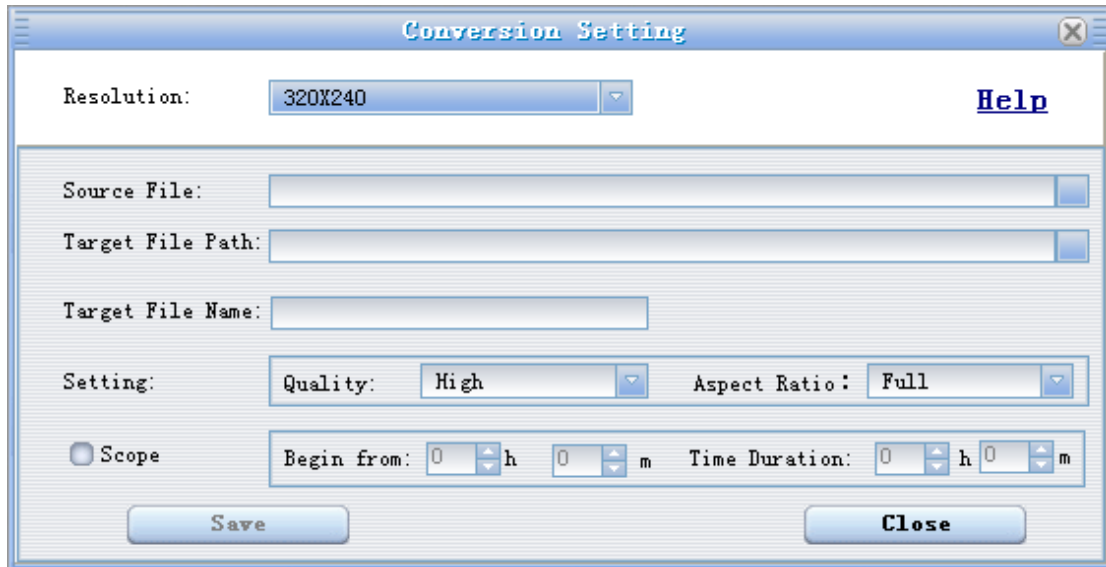 Conversion Setting
Resolution: 320X240 Help
Source File:
Target File Path:
Target File Name:
Setting: Quality: High Aspect Ratio: Full
Scope Begin from: 0 h 0 m Time Duration: 0 h 0 m
Save Close